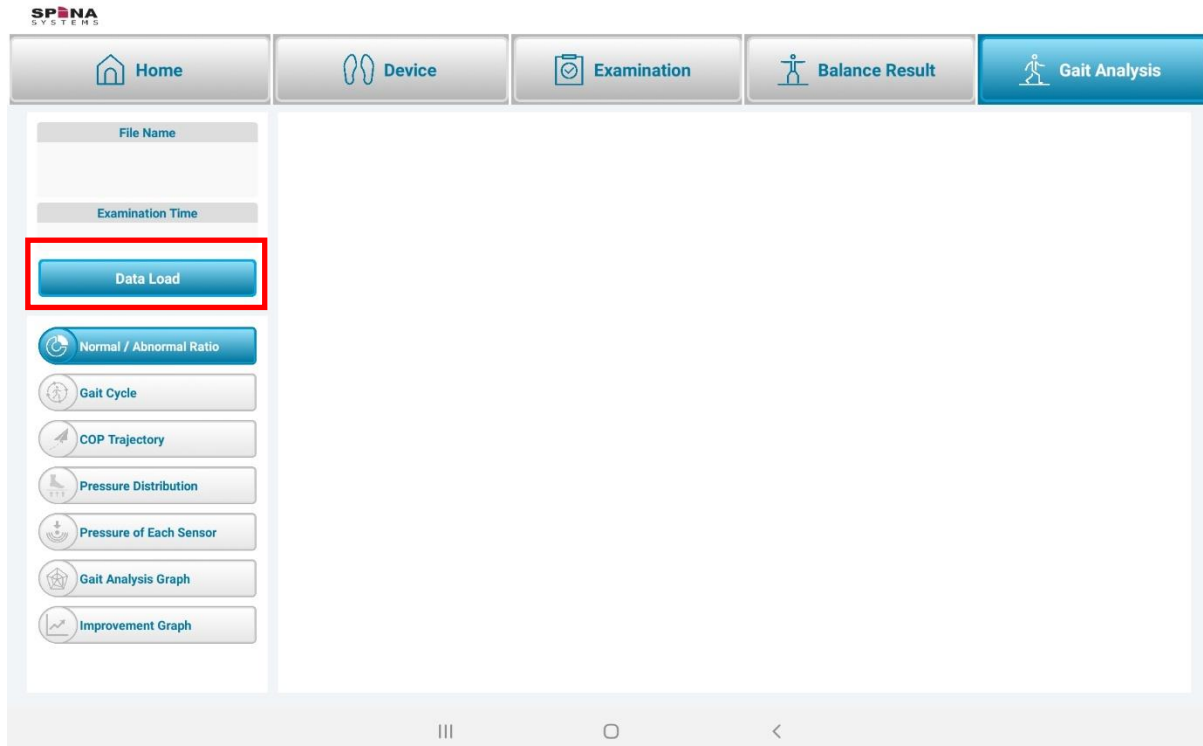 SPINA
SYSTEMS
Home
Device
Examination
Balance Result
Gait Analysis
File Name
Examination Time
Data Load
Normal / Abnormal Ratio
Gait Cycle
COP Trajectory
Pressure Distribution
Pressure of Each Sensor
Gait Analysis Graph
Improvement Graph